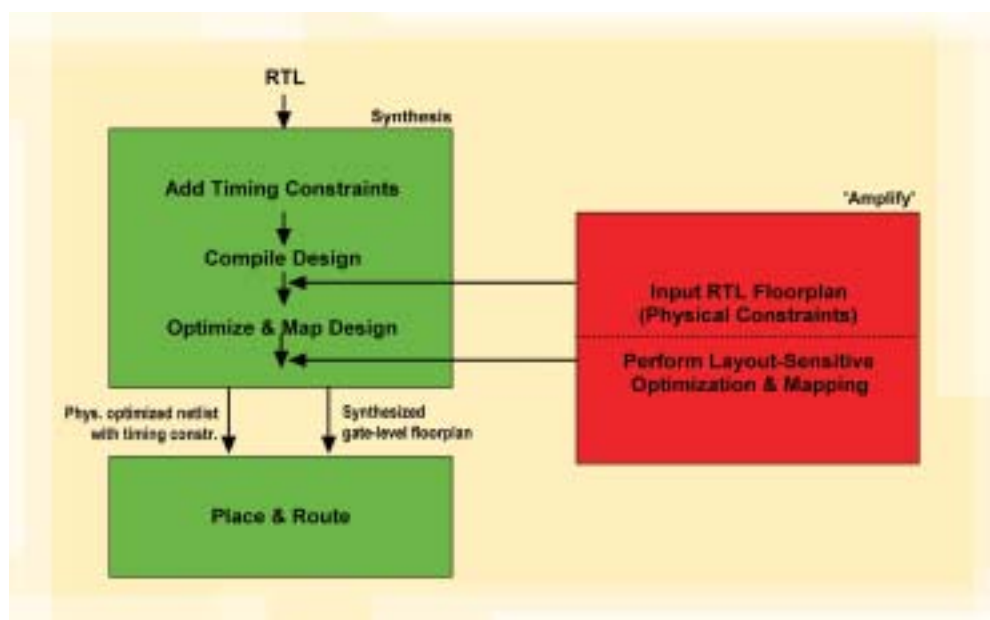 RTL
Synthesis
Add Timing Constraints
'Amplify'
Compile Design
Input RTL Floorplan
(Physical Constraints)
Optimize & Map Design
Perform Layout-Sensitive
Optimization & Mapping
Phys. optimized netlist
with timing constr.
Synthesized
gate-level floorplan
Place & Route